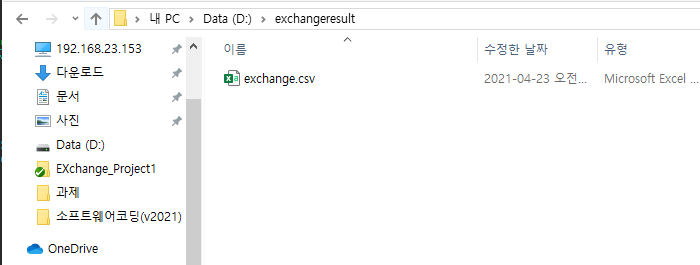 내 PC > Data (D:) > exchangeresult
192.168.23.153
다운로드
문서
사진
Data (D:)
EXchange_Project1
과제
소프트웨어코딩(v2021)
OneDrive
이름 수정한 날짜 유형
exchange.csv 2021-04-23 오전... Microsoft Excel ...